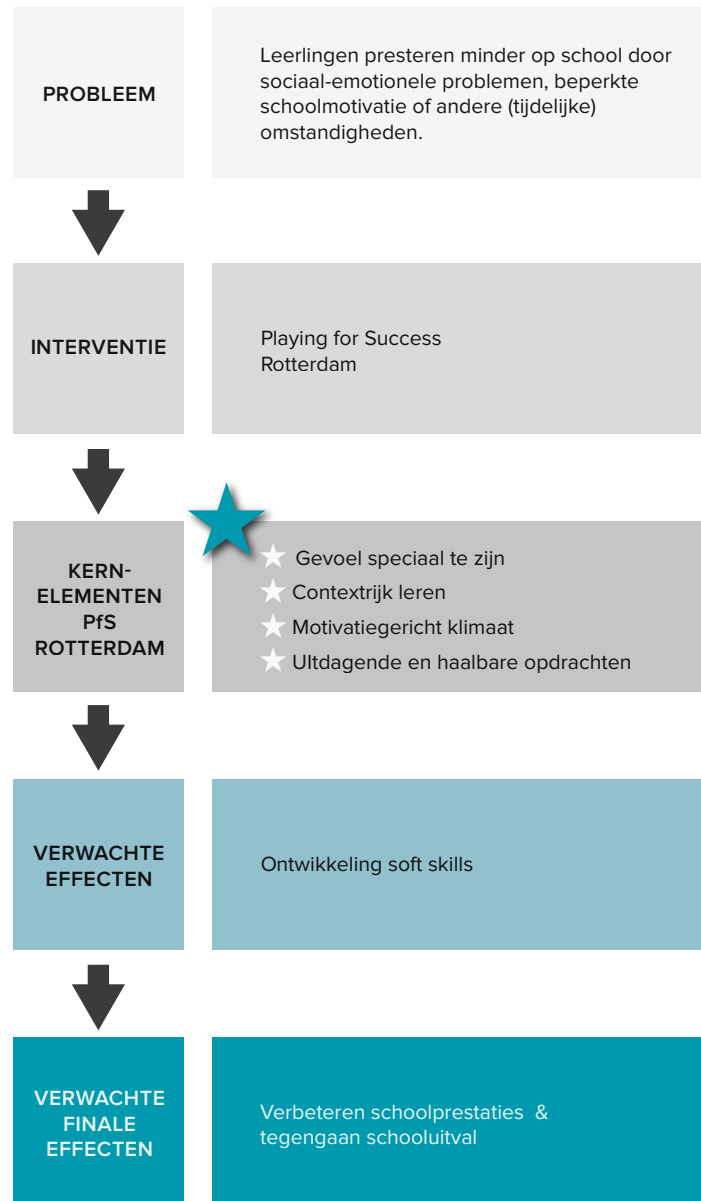 PROBLEEM
Leerlingen presteren minder op school door
sociaal-emotionele problemen, beperkte
schoolmotivatie of andere (tijdelijke)
omstandigheden.
INTERVENTIE
Playing for Success
Rotterdam
KERN-
ELEMENTEN
PfS
ROTTERDAM
Gevoel speciaal te zijn
Contextrijk leren
Motivatiegericht klimaat
UItdagende en haalbare opdrachten
VERWACHTE
EFFECTEN
Ontwikkeling soft skills
VERWACHTE
FINALE
EFFECTEN
Verbeteren schoolprestaties &
tegengaan schooluitval